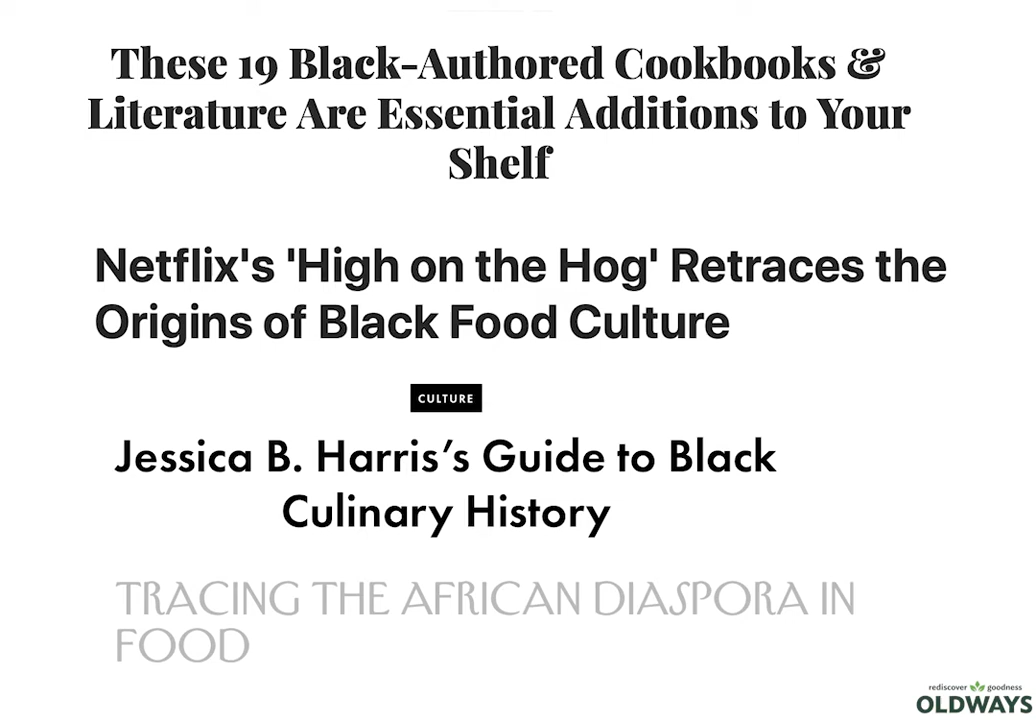 These 19 Black-Authored Cookbooks &
Literature Are Essential Additions to Your
Shelf
Netflix's 'High on the Hog' Retraces the
Origins of Black Food Culture
CULTURE
Jessica B. Harris’s Guide to Black
Culinary History
TRACING THE AFRICAN DIASPORA IN
FOOD
rediscover goodness
OLDWAYS